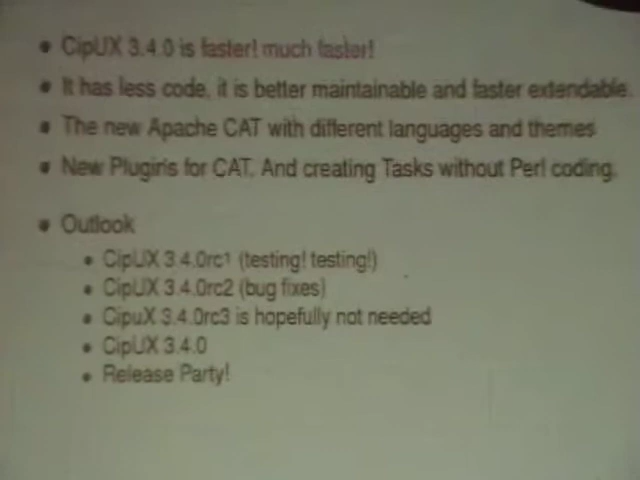 CipUX 3.4.0 is faster! much faster!
It has less code, it is better maintainable and faster extendable.
The new Apache CAT with different languages and themes
New Plugins for CAT. And creating Tasks without Perl coding.
Outlook
CipUX 3.4.0rc1 (testing! testing!)
CipUX 3.4.0rc2 (bug fixes)
CipuX 3.4.0rc3 is hopefully not needed
CipUX 3.4.0
Release Party!